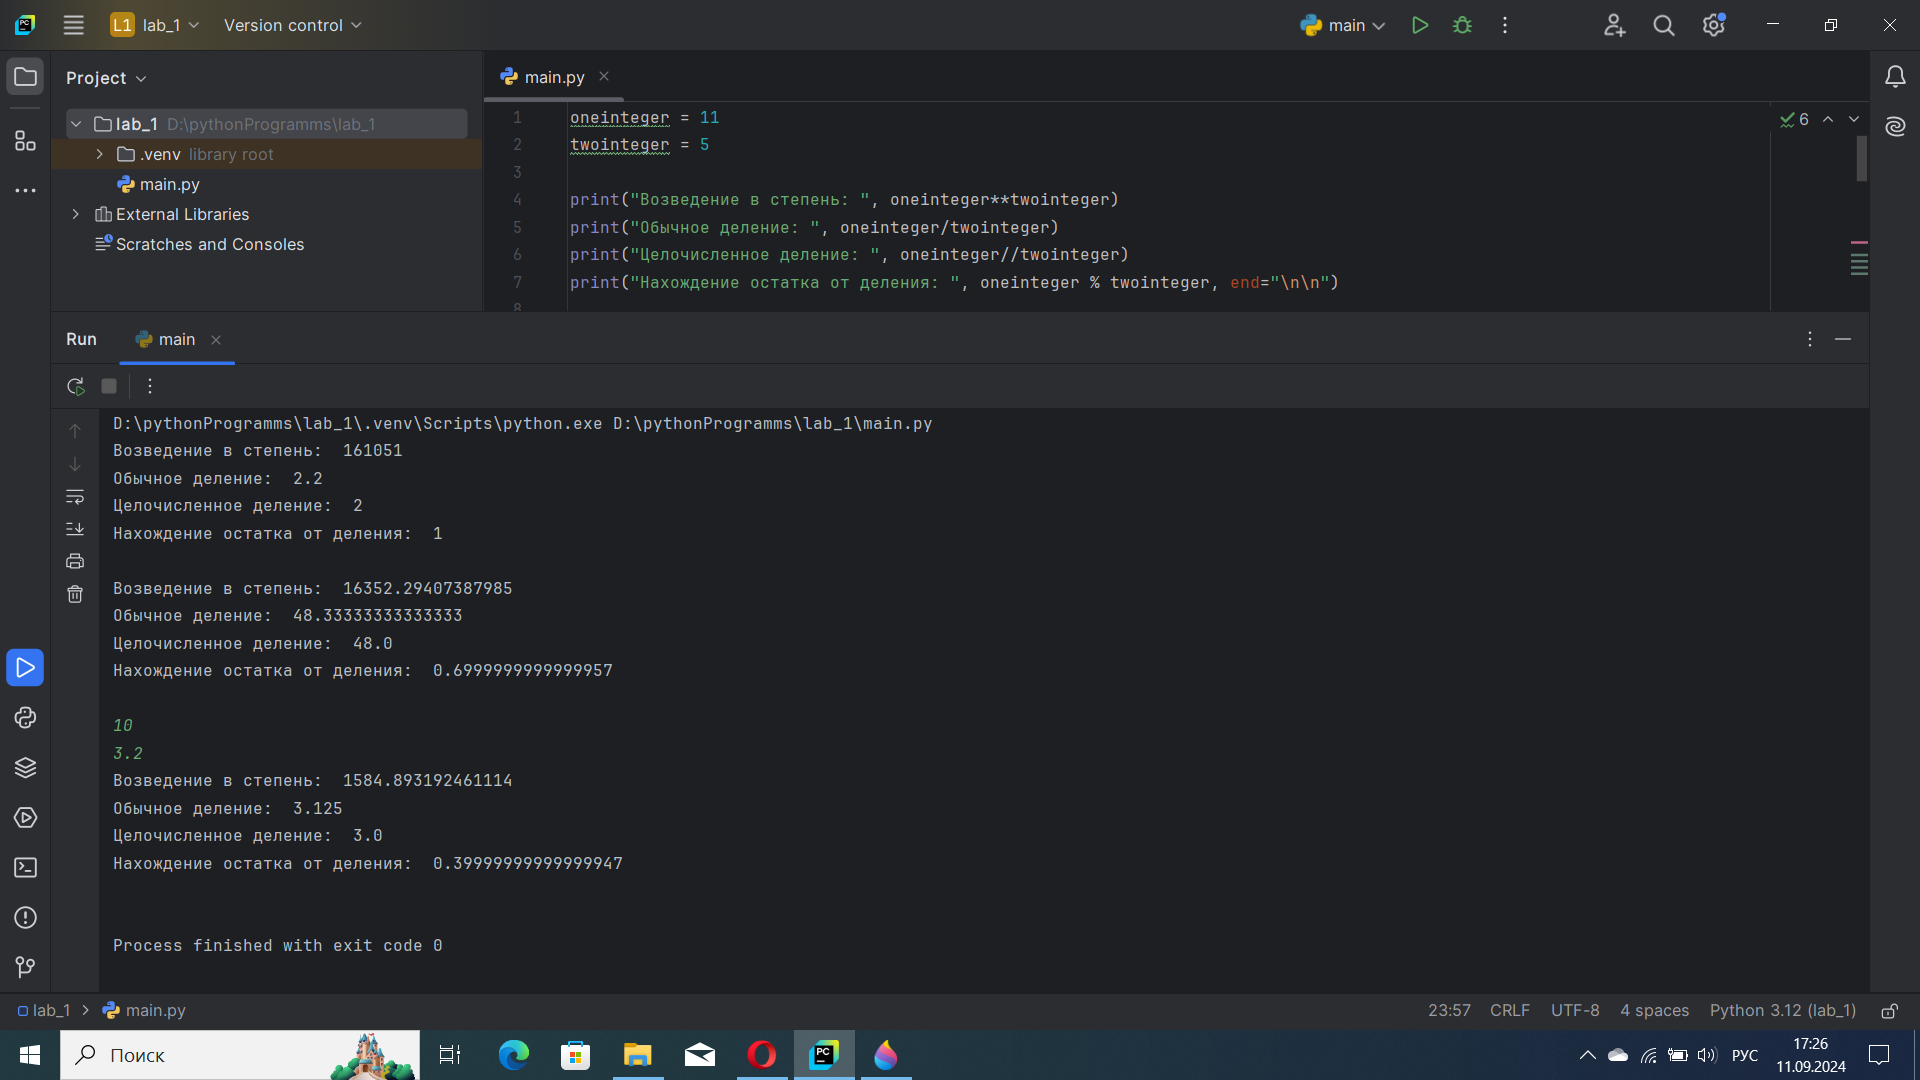 L1 lab_1 Version control main
Project
main.py
lab_1 D:\pythonProgramms\lab_1
.venv library root
main.py
External Libraries
Scratches and Consoles
1 oneinteger = 11
2 twointeger = 5
3
4 print("Возведение в степень: ", oneinteger**twointeger)
5 print("Обычное деление: ", oneinteger/twointeger)
6 print("Целочисленное деление: ", oneinteger//twointeger)
7 print("Нахождение остатка от деления: ", oneinteger % twointeger, end="\n\n")
8
6
Run main
D:\pythonProgramms\lab_1\.venv\Scripts\python.exe D:\pythonProgramms\lab_1\main.py
Возведение в степень:  161051
Обычное деление:  2.2
Целочисленное деление:  2
Нахождение остатка от деления:  1
Возведение в степень:  16352.29407387985
Обычное деление:  48.33333333333333
Целочисленное деление:  48.0
Нахождение остатка от деления:  0.6999999999999957
10
3.2
Возведение в степень:  1584.893192461114
Обычное деление:  3.125
Целочисленное деление:  3.0
Нахождение остатка от деления:  0.39999999999999947
Process finished with exit code 0
lab_1 main.py 23:57 CRLF UTF-8 4 spaces Python 3.12 (lab_1)
Поиск
PC
РУС
17:26
11.09.2024